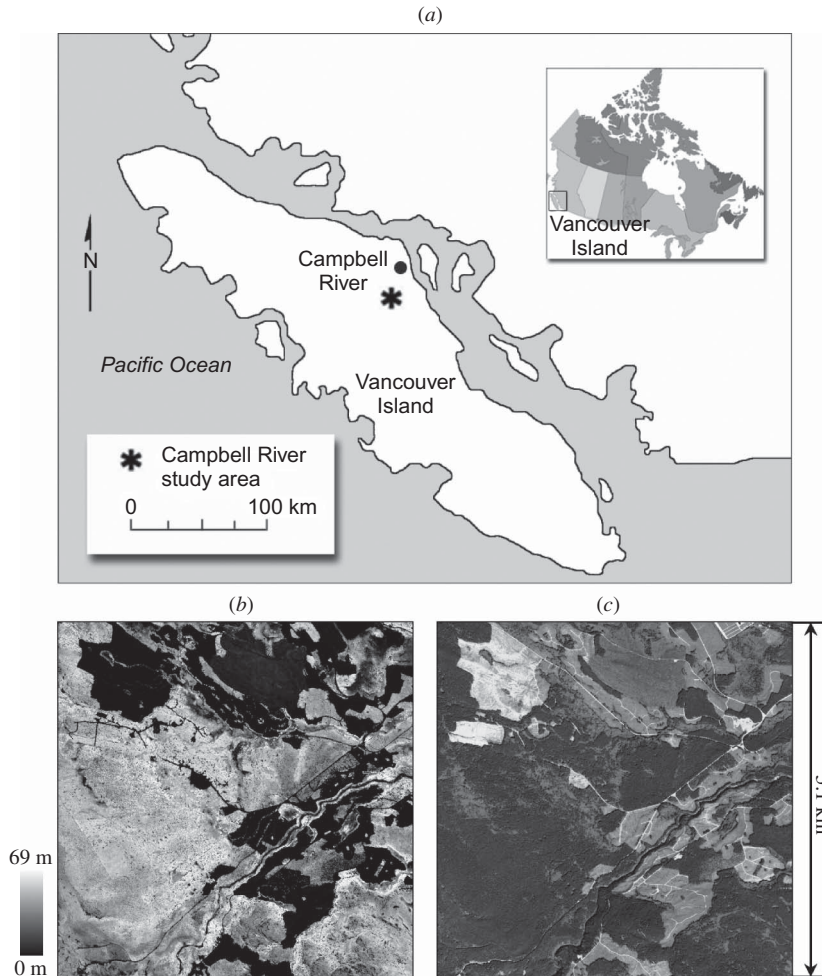 (a)
Vancouver
Island
Campbell
River
N
Pacific Ocean
Vancouver
Island
Campbell River
study area
0 100 km
(b) (c)
69 m
0 m